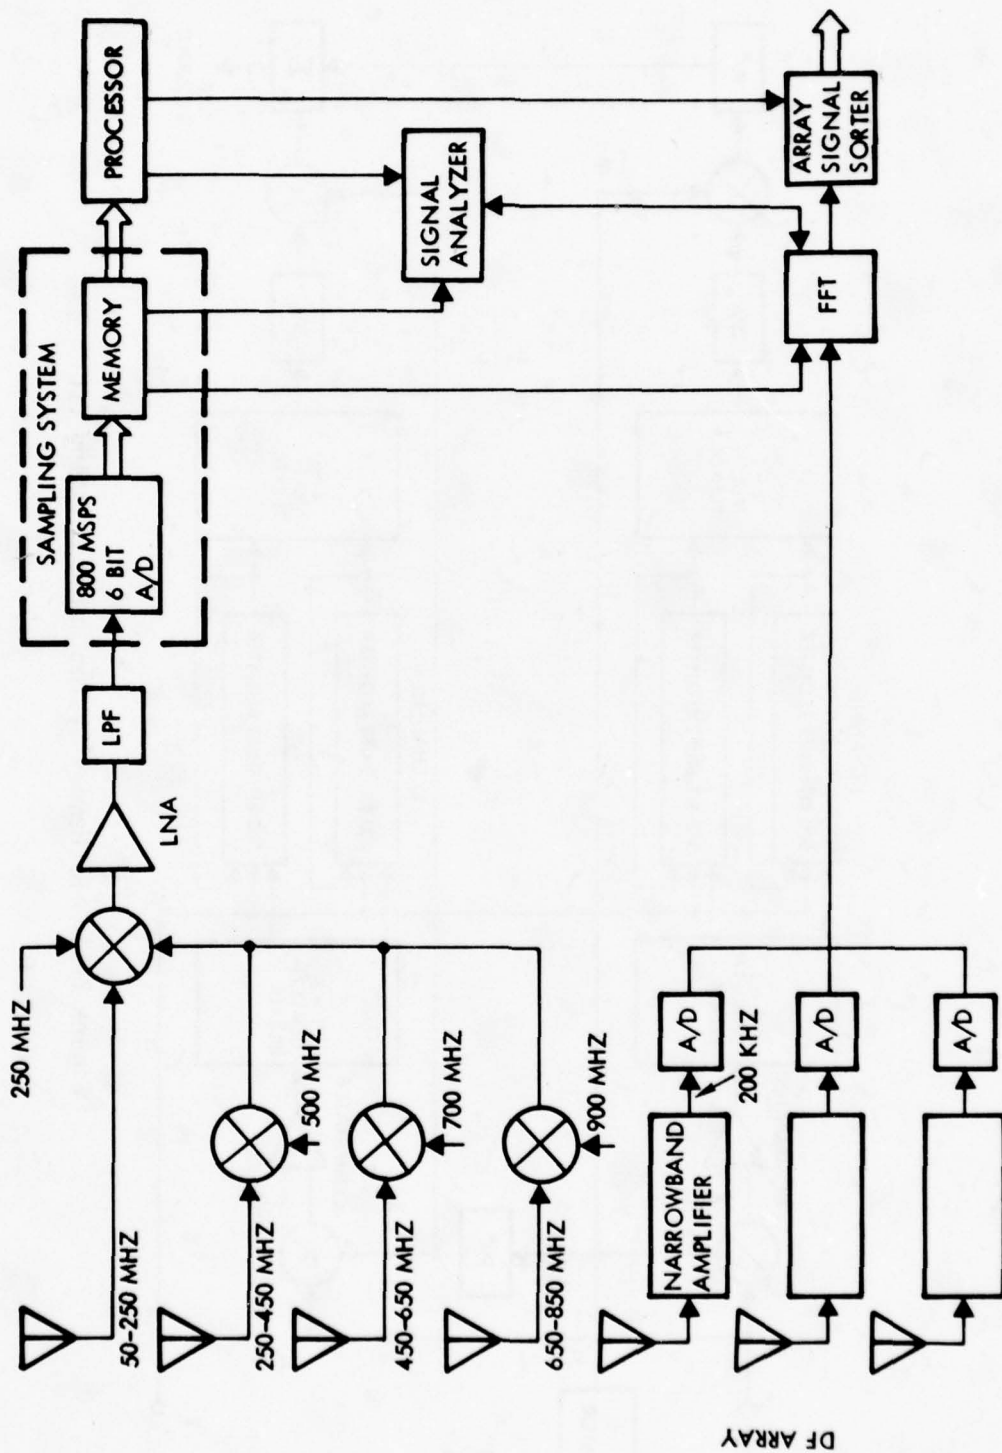 SAMPLING SYSTEM
800 MSPS
6 BIT
A/D
MEMORY
PROCESSOR
250 MHZ
LNA
LPF
50-250 MHZ
250-450 MHZ
500 MHZ
450-650 MHZ
700 MHZ
650-850 MHZ
900 MHZ
SIGNAL
ANALYZER
NARROWBAND
AMPLIFIER
A/D
200 KHZ
A/D
A/D
FFT
ARRAY
SIGNAL
SORTER
DF ARRAY